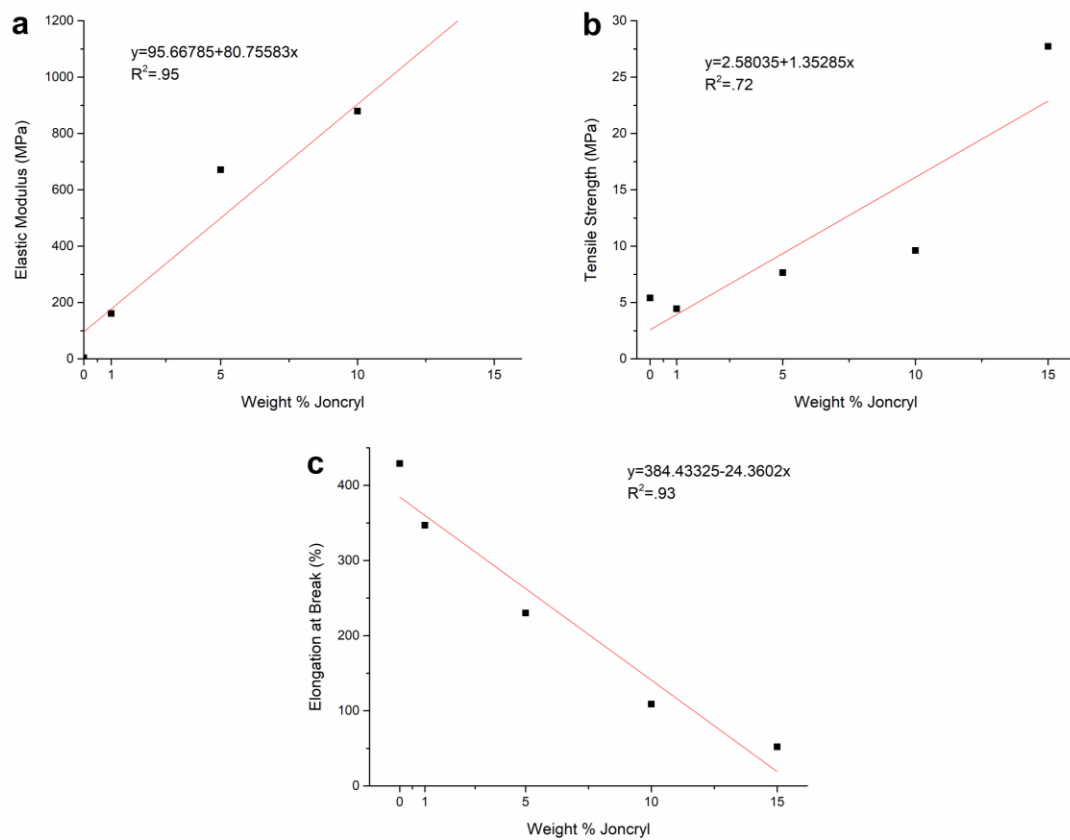 a
y=95.66785+80.75583x
R²=.95
Elastic Modulus (MPa)
1200
1000
800
600
400
200
0
0 1 5 10 15
Weight % Joncryl
b
y=2.58035+1.35285x
R²=.72
Tensile Strength (MPa)
30
25
20
15
10
5
0
0 1 5 10 15
Weight % Joncryl
c
y=384.43325-24.3602x
R²=.93
Elongation at Break (%)
400
300
200
100
0
0 1 5 10 15
Weight % Joncryl